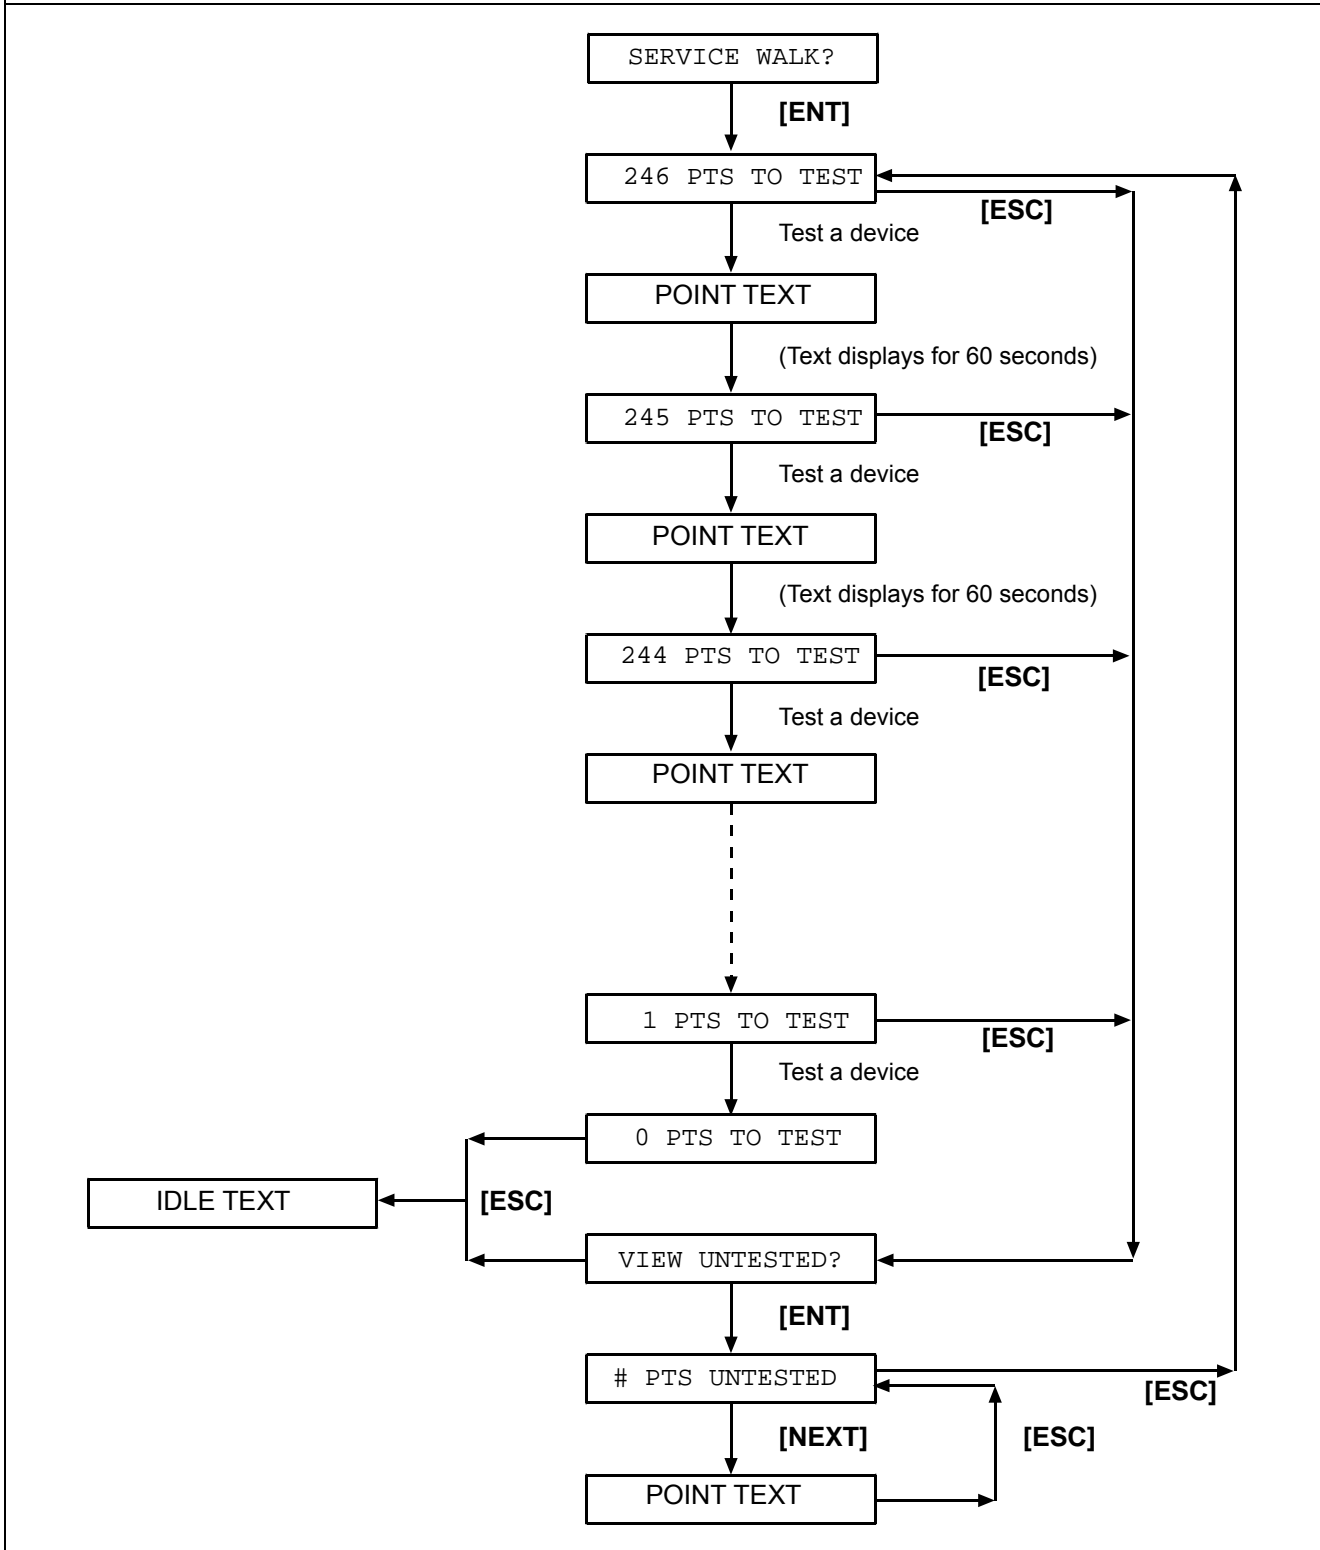 SERVICE WALK?
[ENT]
246 PTS TO TEST
[ESC]
Test a device
POINT TEXT
(Text displays for 60 seconds)
245 PTS TO TEST
[ESC]
Test a device
POINT TEXT
(Text displays for 60 seconds)
244 PTS TO TEST
[ESC]
Test a device
POINT TEXT
1 PTS TO TEST
[ESC]
Test a device
0 PTS TO TEST
IDLE TEXT
[ESC]
VIEW UNTESTED?
[ENT]
# PTS UNTESTED
[ESC]
[NEXT]
[ESC]
POINT TEXT